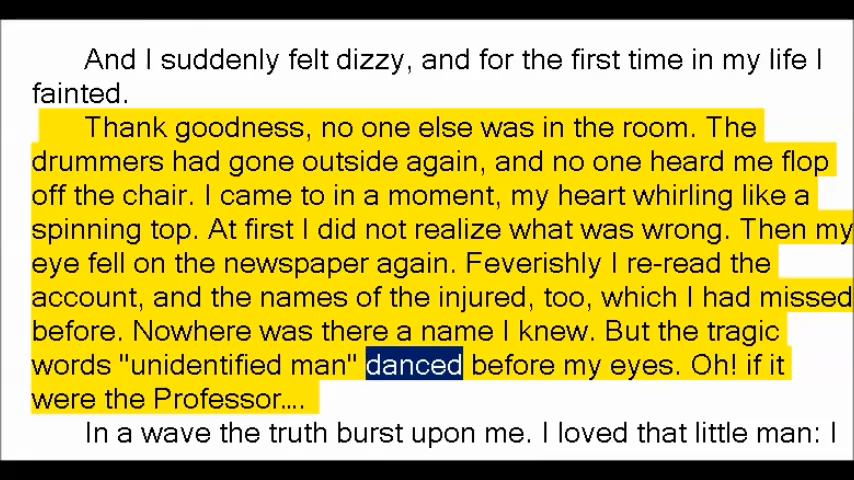 And I suddenly felt dizzy, and for the first time in my life I
fainted.
Thank goodness, no one else was in the room. The
drummers had gone outside again, and no one heard me flop
off the chair. I came to in a moment, my heart whirling like a
spinning top. At first I did not realize what was wrong. Then my
eye fell on the newspaper again. Feverishly I re-read the
account, and the names of the injured, too, which I had missed
before. Nowhere was there a name I knew. But the tragic
words "unidentified man" danced before my eyes. Oh! if it
were the Professor....
In a wave the truth burst upon me. I loved that little man: I